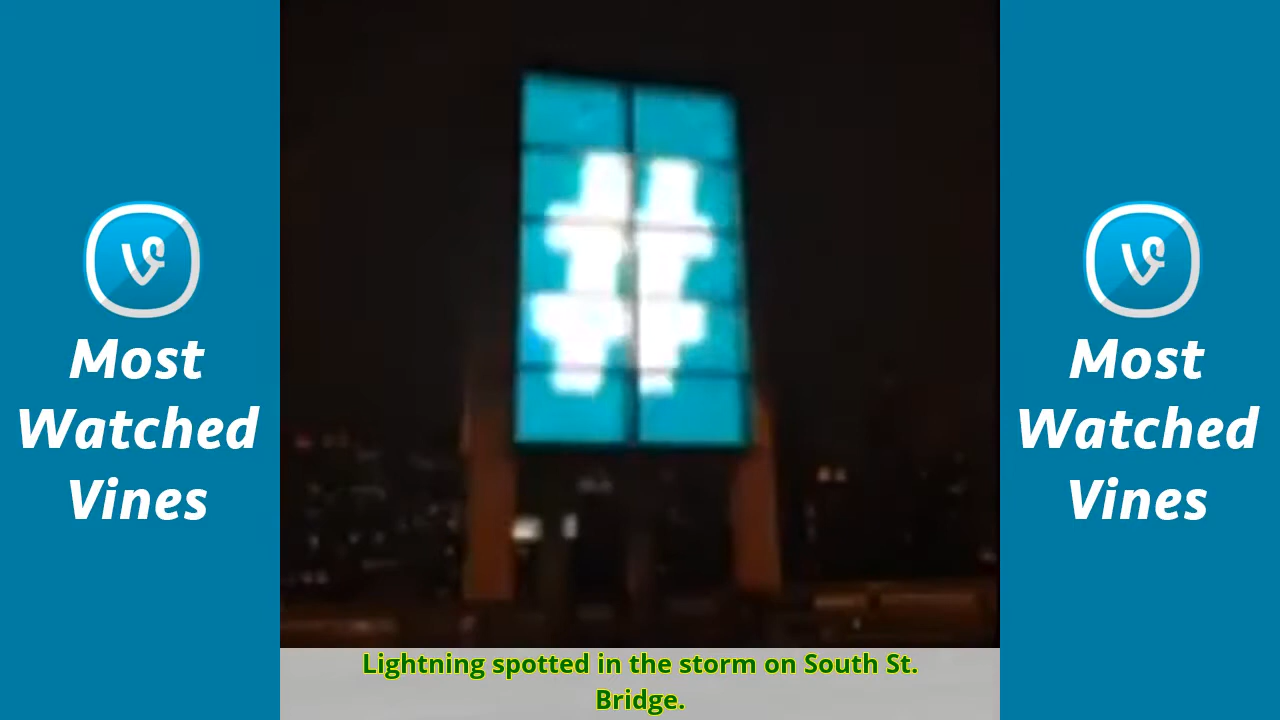 #
Most
Watched
Vines
Most
Watched
Vines
Lightning spotted in the storm on South St.
Bridge.